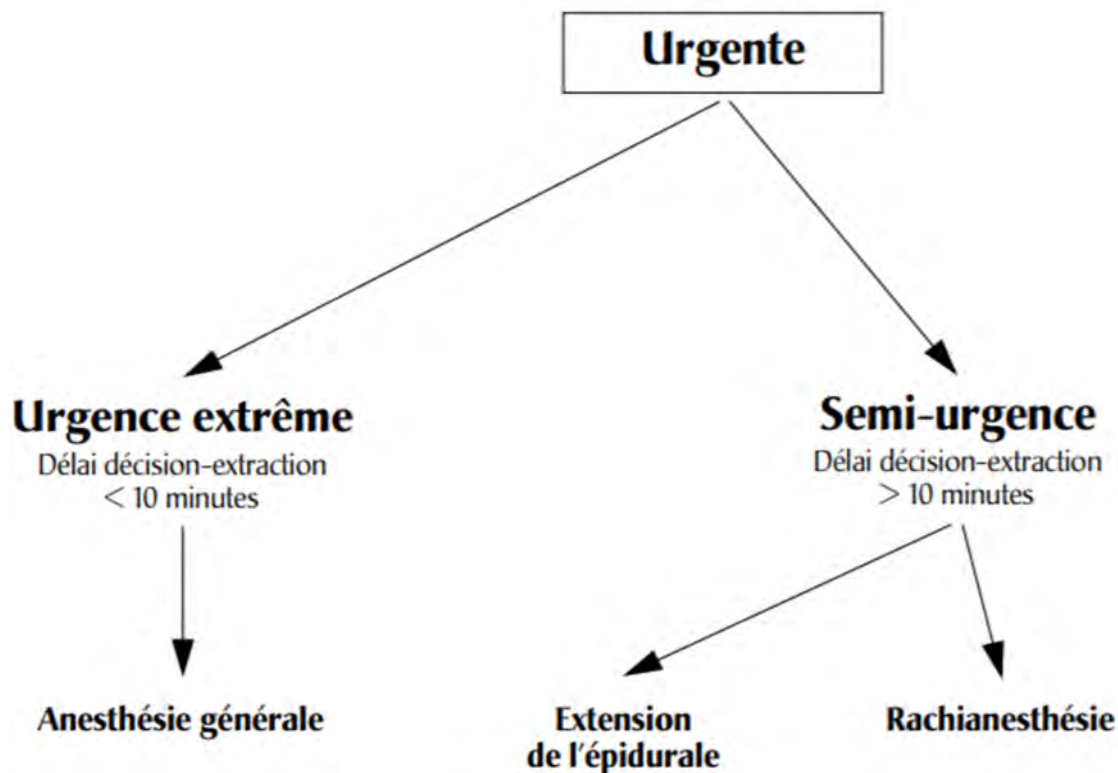 Urgente
Urgence extrême
Délai décision-extraction
< 10 minutes
Semi-urgence
Délai décision-extraction
> 10 minutes
Anesthésie générale
Extension
de l'épidurale
Rachianesthésie